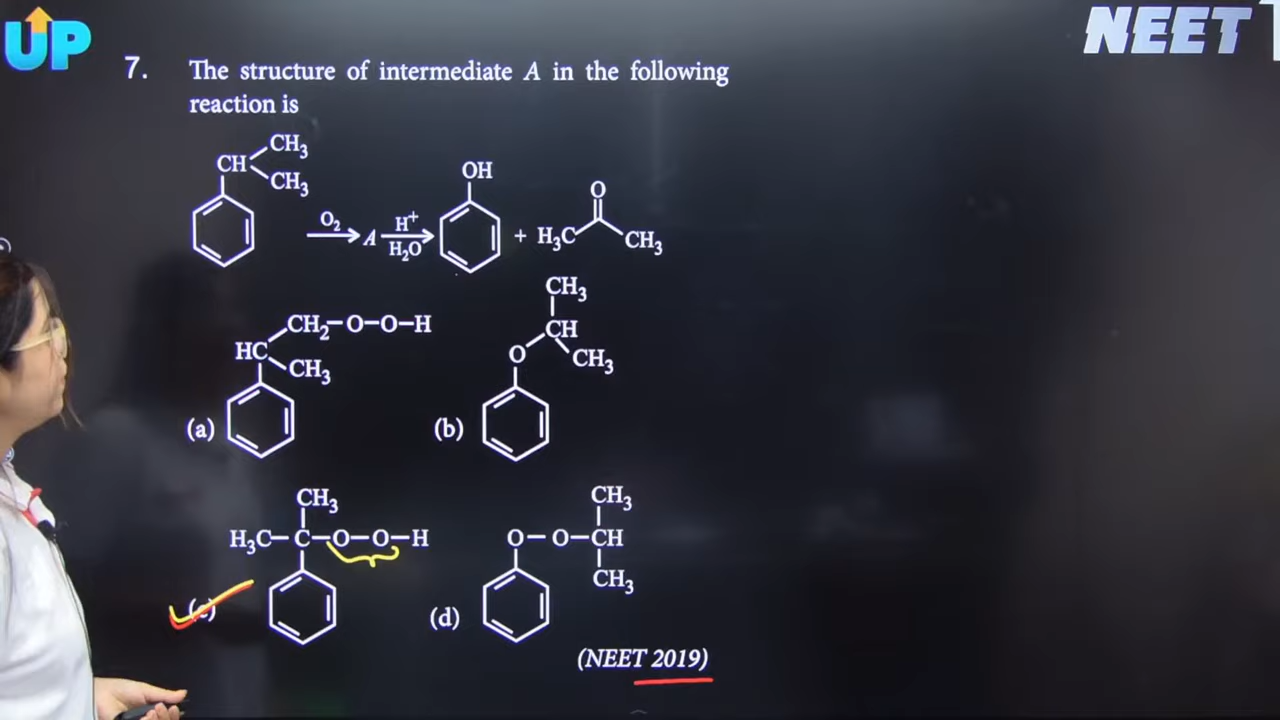 UP
NEET
7. The structure of intermediate A in the following
reaction is
CH
CH₃
CH₃
O₂
A
H⁺
H₂O
OH
+
O
H₃C
CH₃
CH₂–O–O–H
HC
CH₃
(a)
CH₃
CH
O
CH₃
(b)
CH₃
H₃C–C–O–O–H
(c)
CH₃
O–O–CH
CH₃
(d)
(NEET 2019)